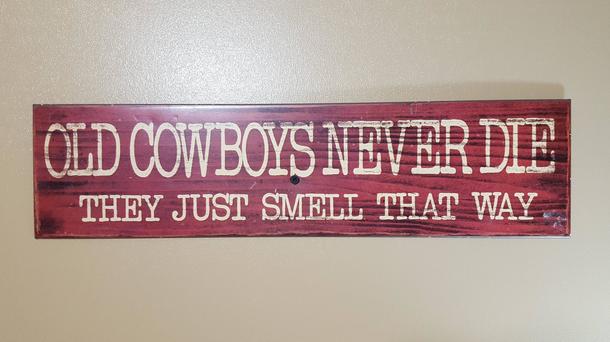 OLD COWBOYS NEVER DIE
THEY JUST SMELL THAT WAY